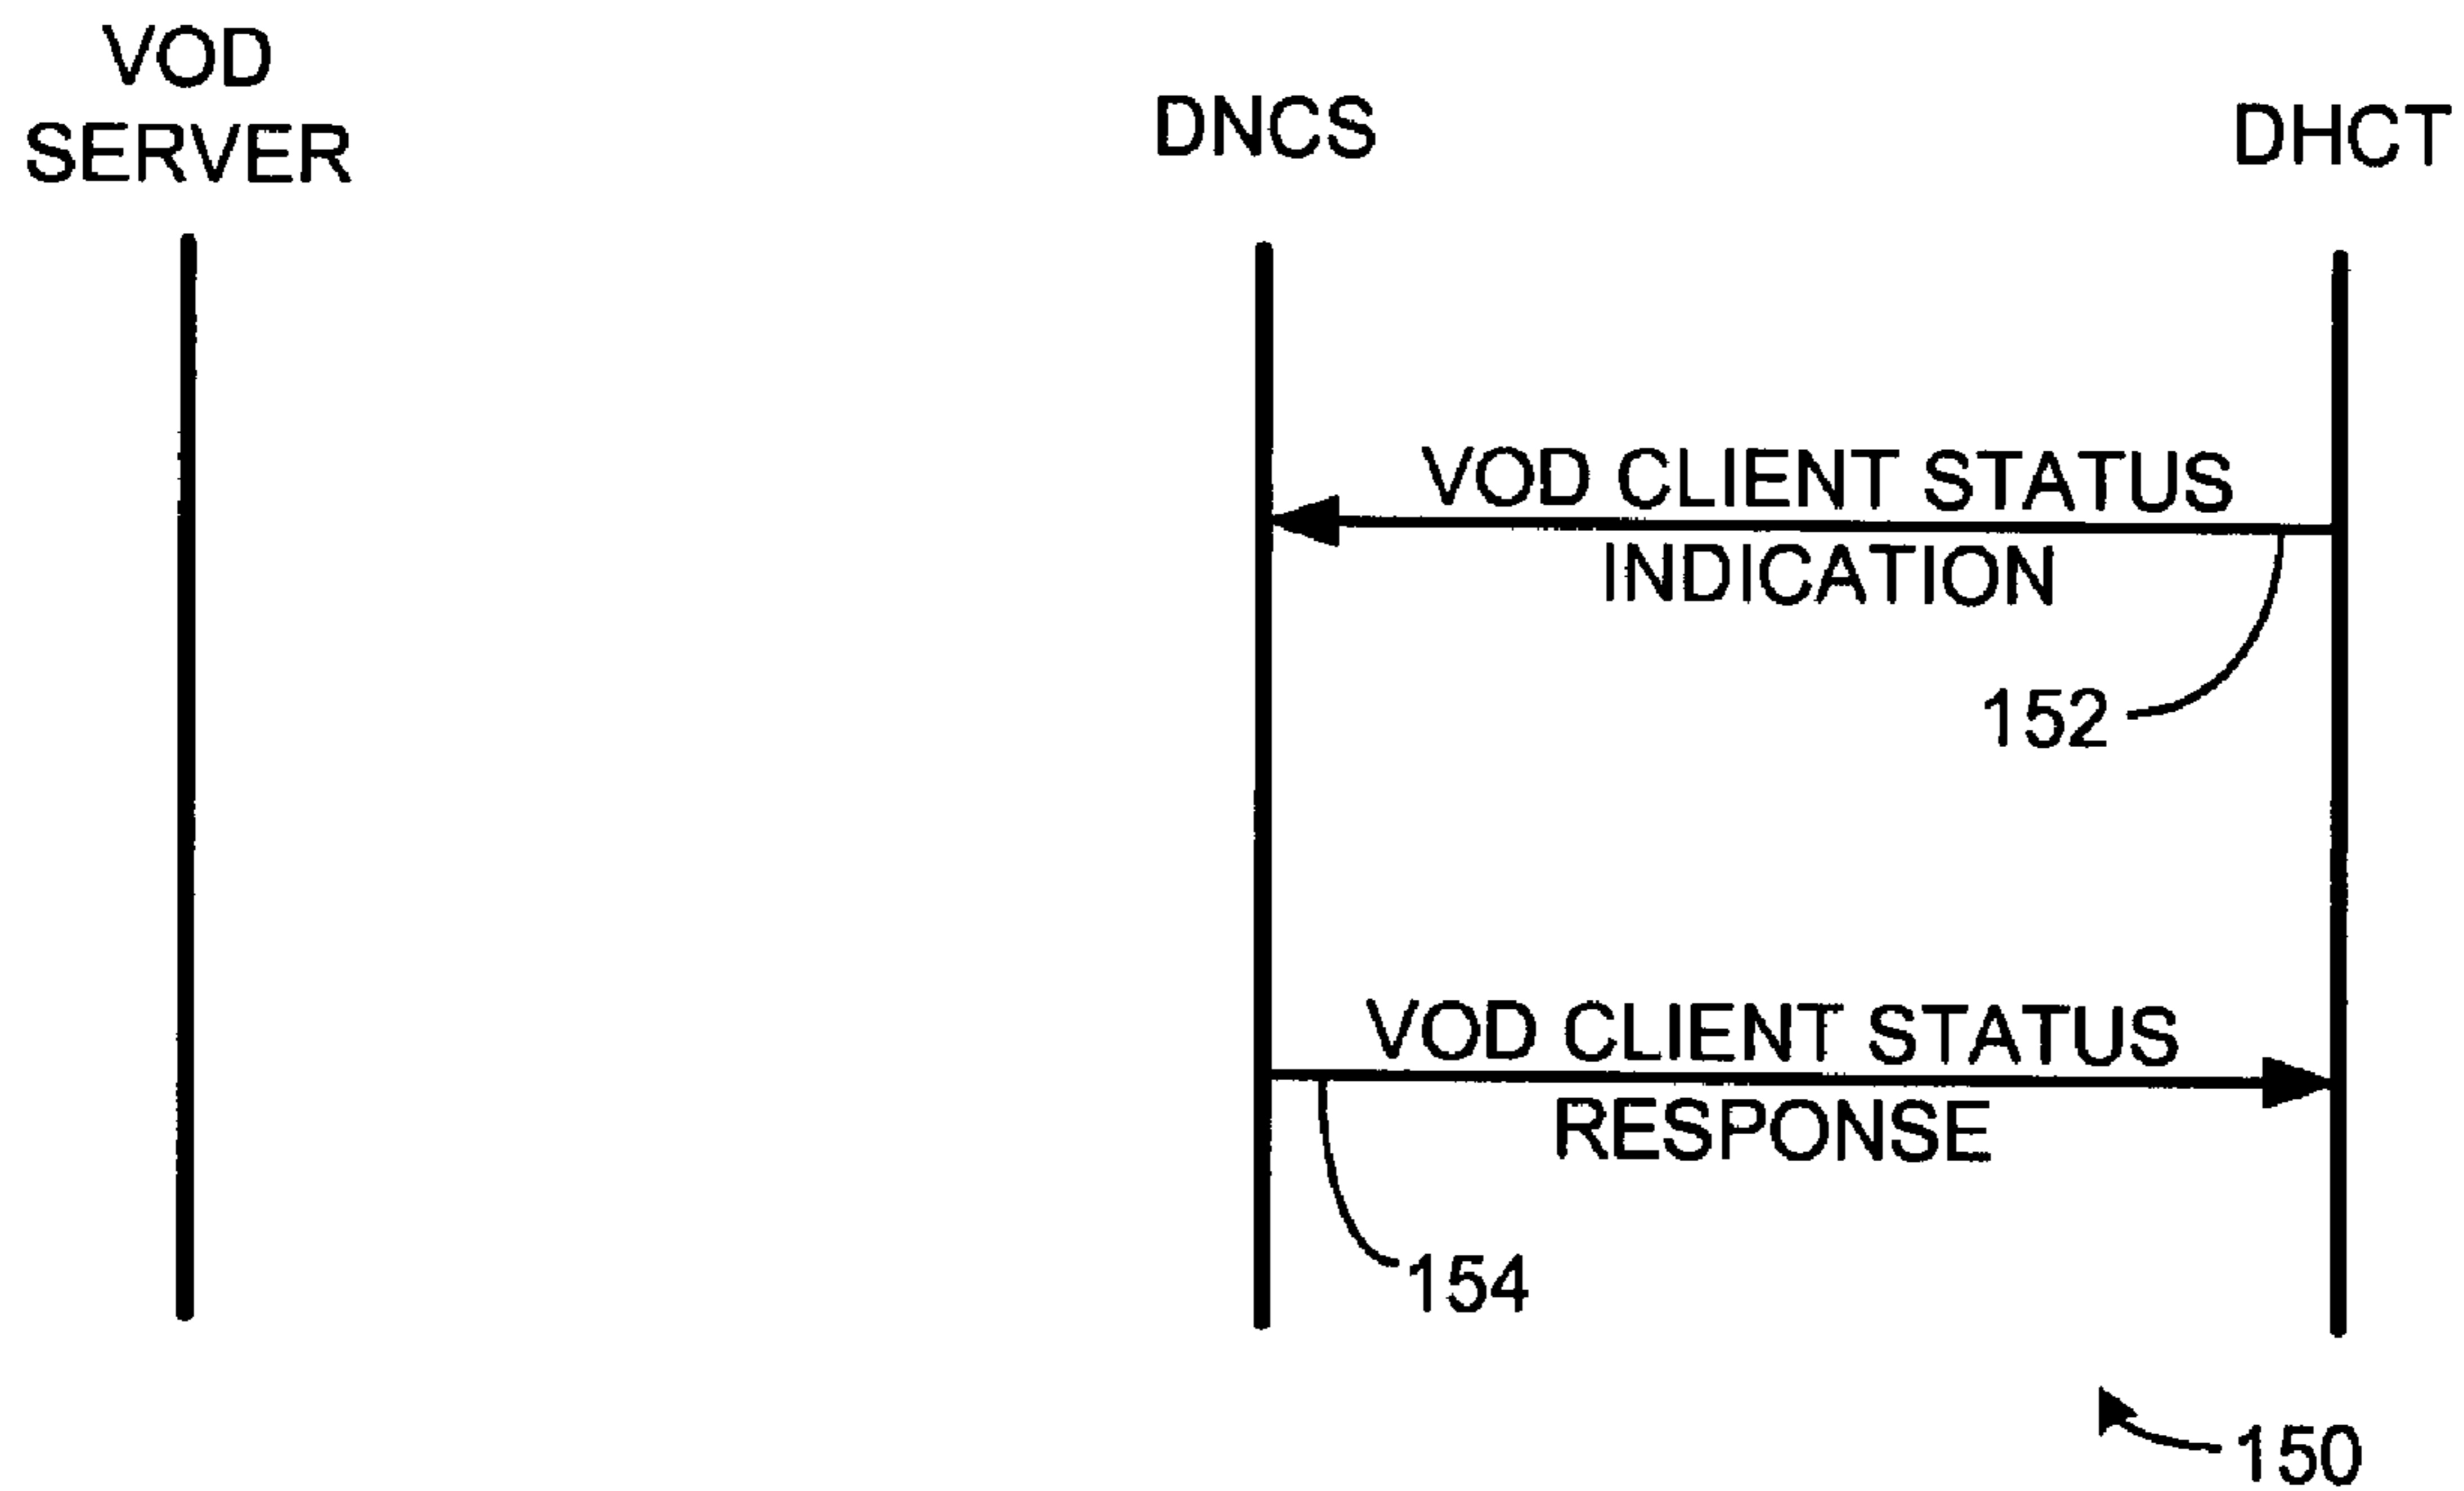 VOD
SERVER
DNCS
DHCT
VOD CLIENT STATUS
INDICATION
152
VOD CLIENT STATUS
RESPONSE
154
150